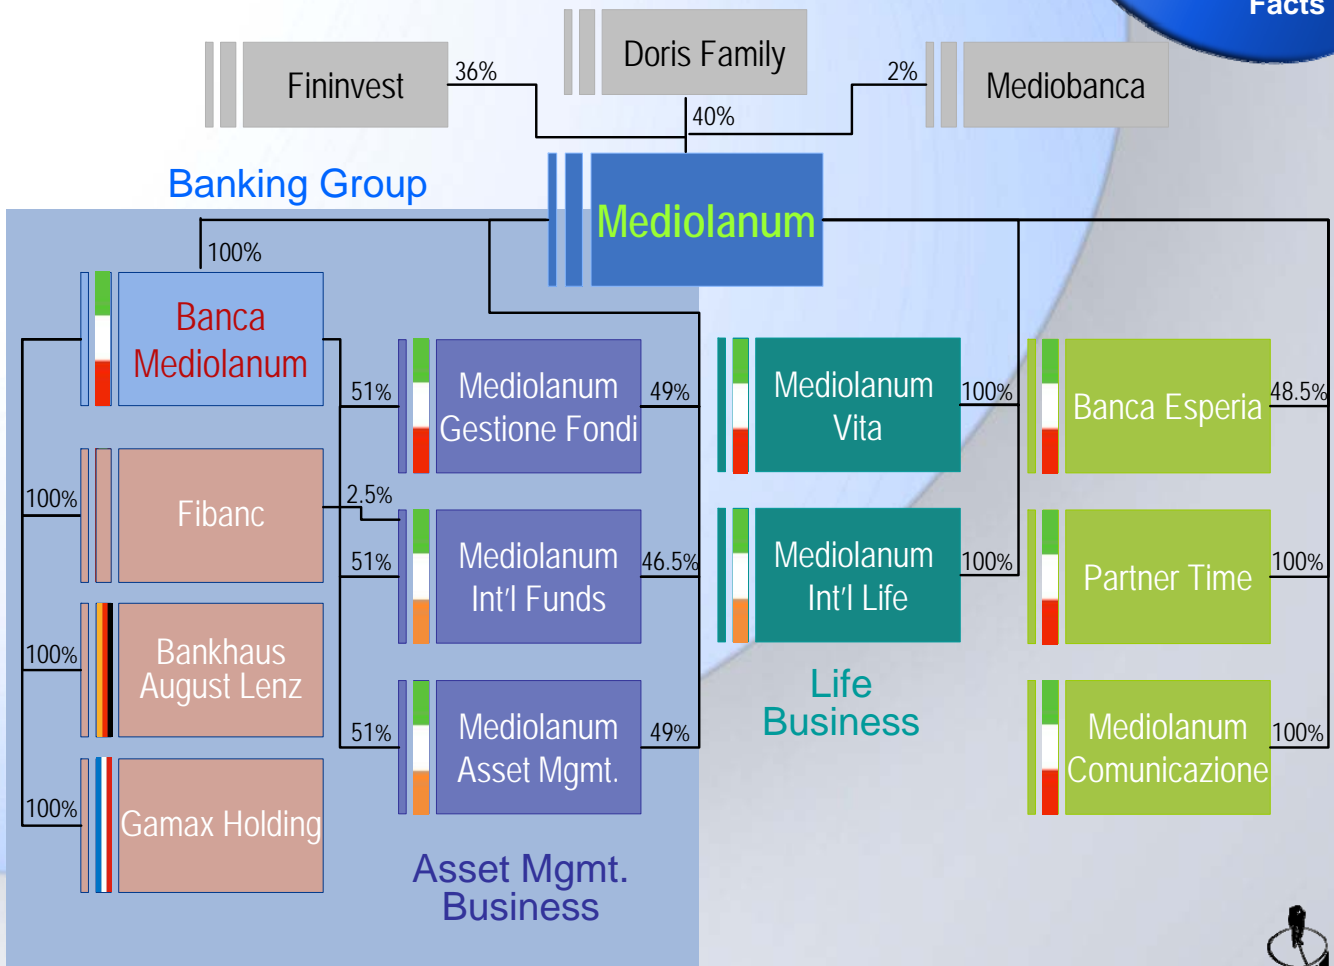 Facts
Fininvest
36%
Doris Family
40%
2%
Mediobanca
Banking Group
Mediolanum
100%
Banca
Mediolanum
51%
Mediolanum
Gestione Fondi
49%
Mediolanum
Vita
100%
Banca Esperia
48.5%
100%
Fibanc
2.5%
51%
Mediolanum
Int'l Funds
46.5%
Mediolanum
Int'l Life
100%
Partner Time
100%
100%
Bankhaus
August Lenz
Life
Business
51%
Mediolanum
Asset Mgmt.
49%
Mediolanum
Comunicazione
100%
100%
Gamax Holding
Asset Mgmt.
Business